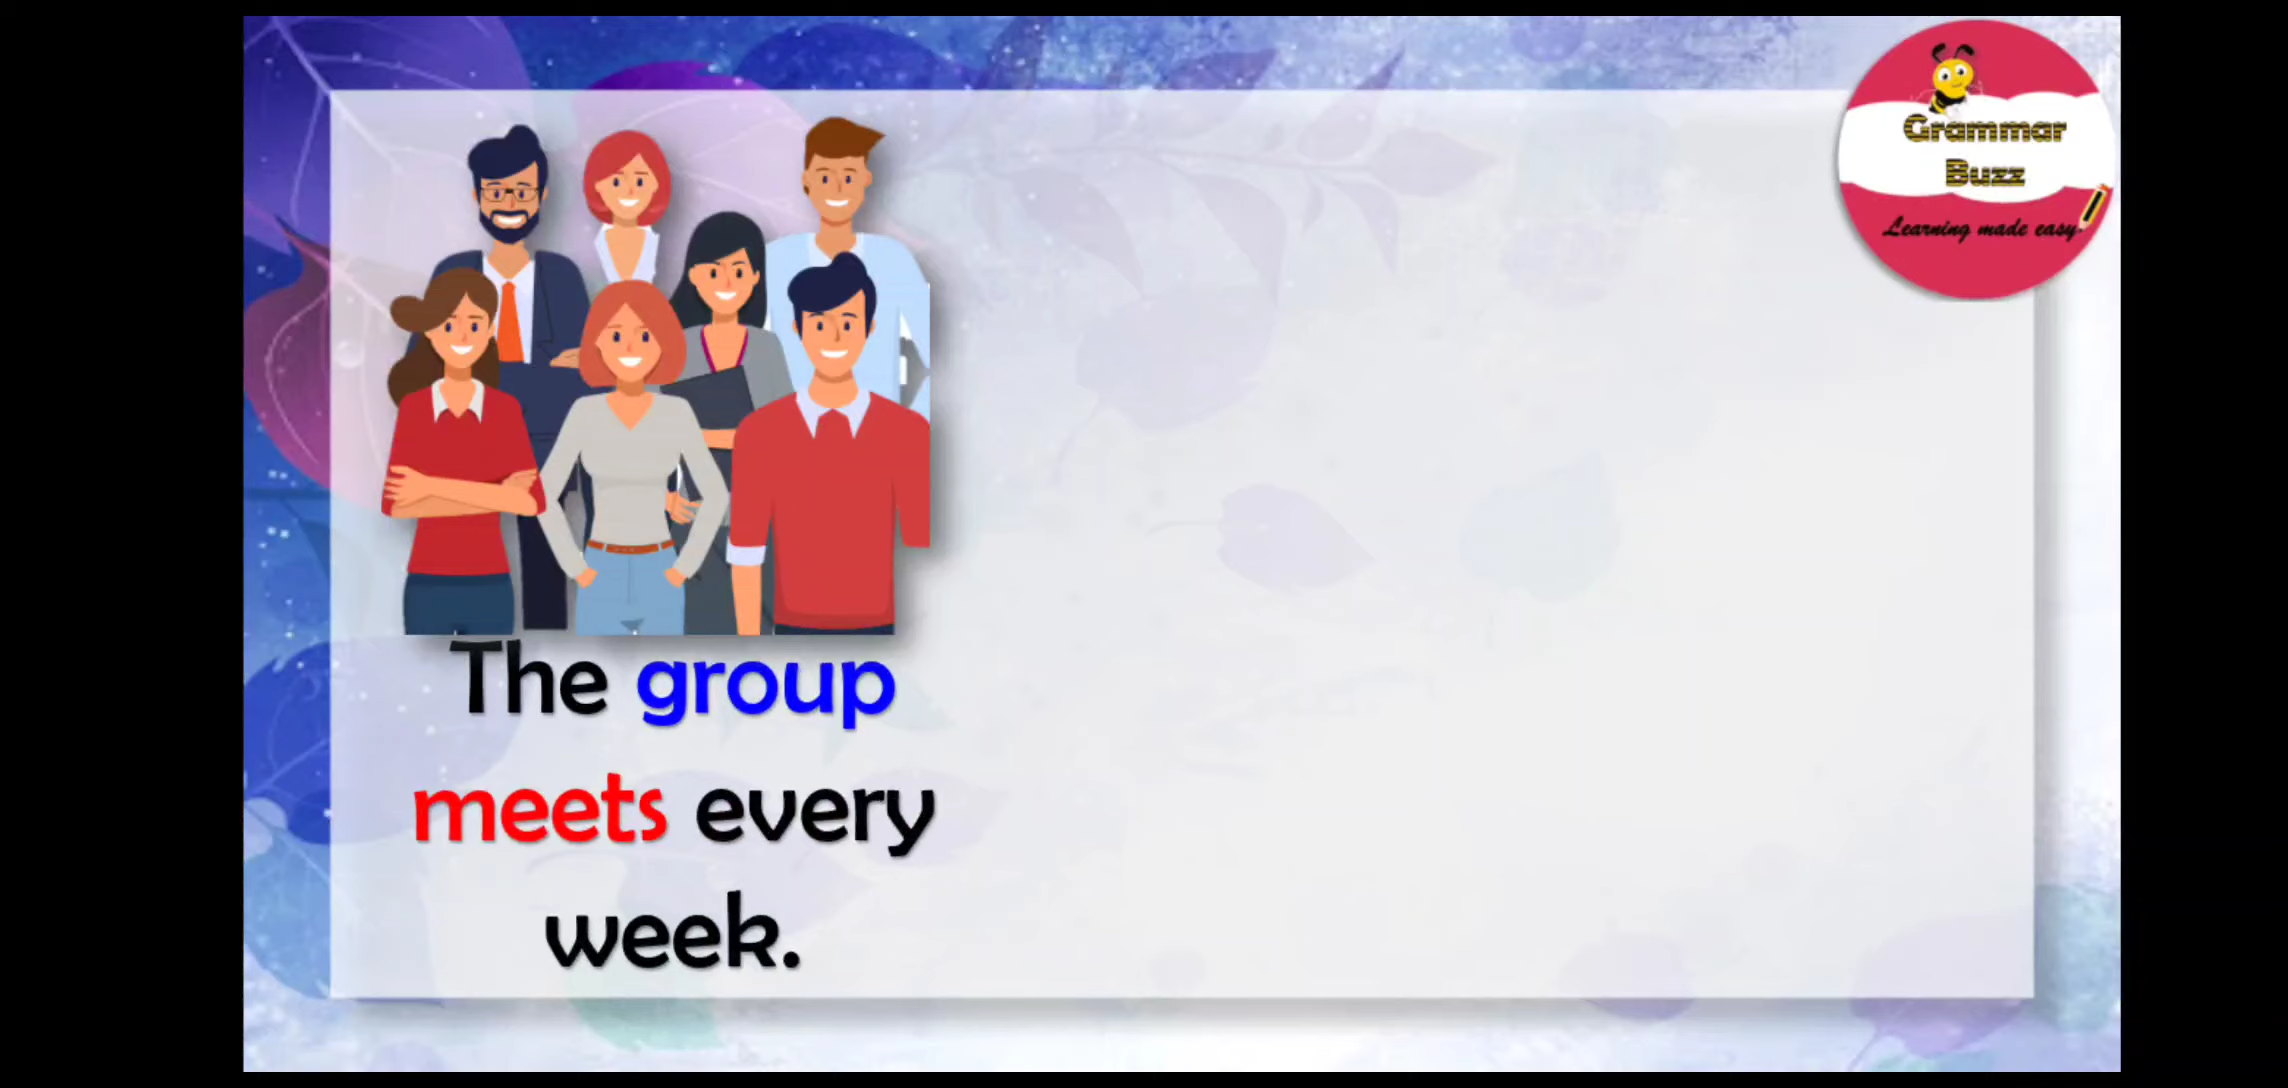 Grammar
Buzz
Learning made easy
The group
meets every
week.